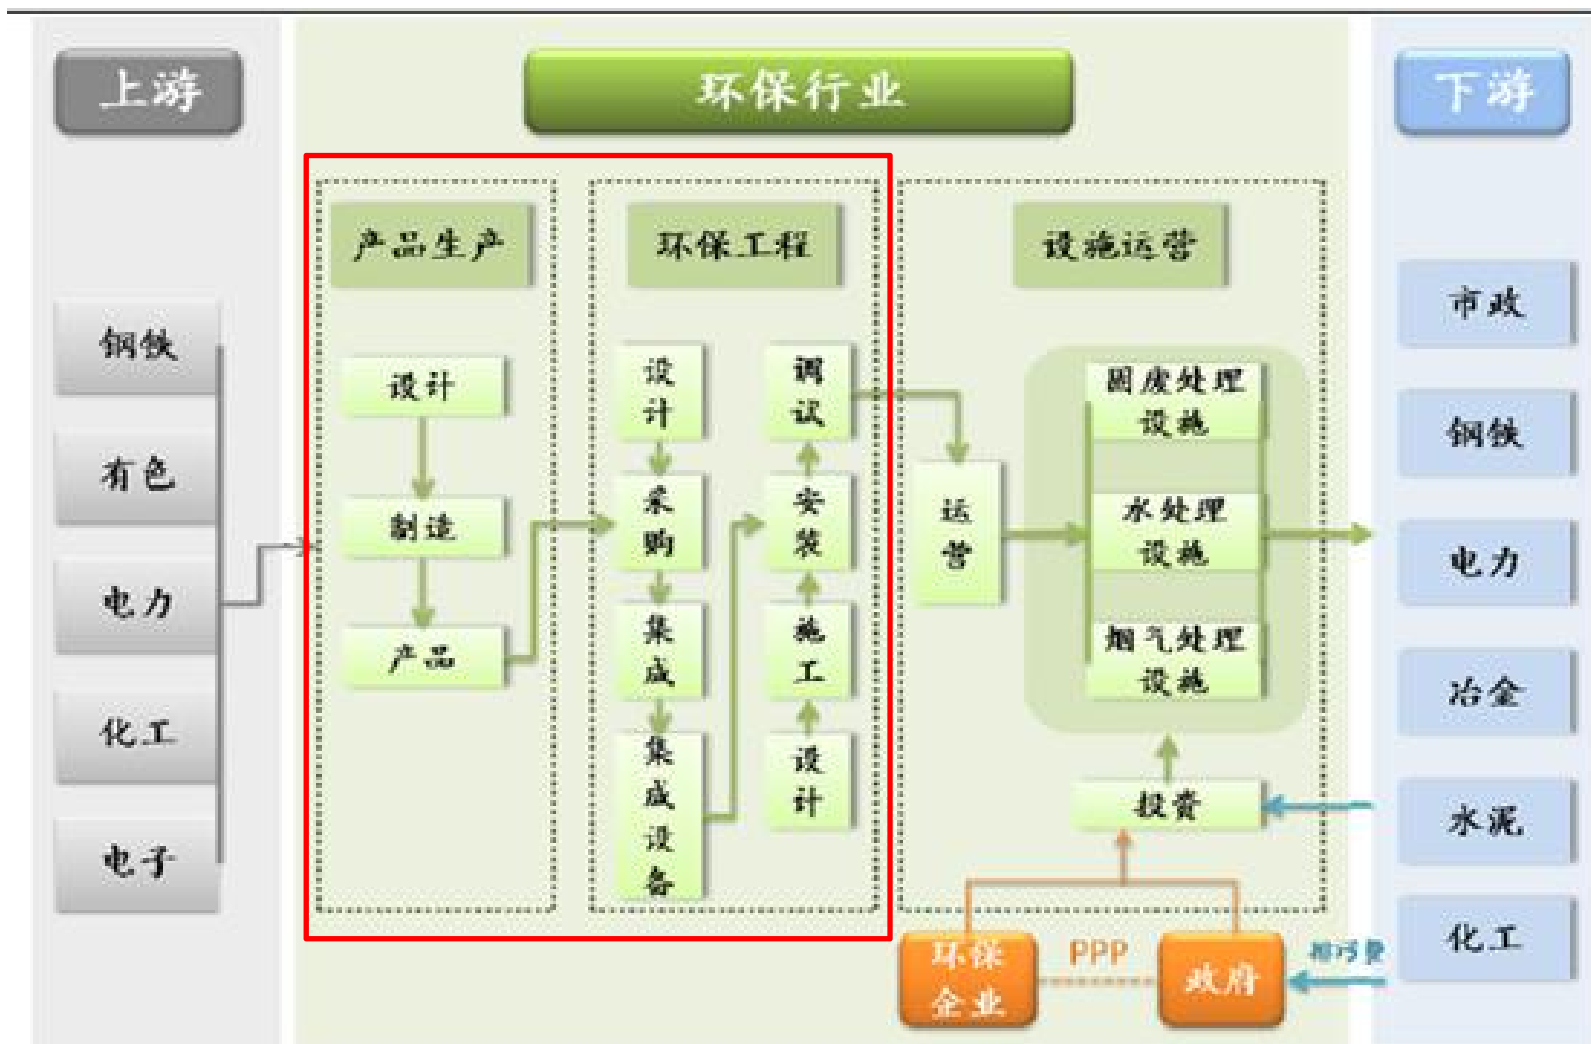 上游
环保行业
下游
钢铁
有色
电力
化工
电子
产品生产
设计
制造
产品
环保工程
设
计
采
购
集
成
集
成
设
备
调
试
安
装
施
工
设
计
设施运营
运
营
固废处理
设施
水处理
设施
烟气处理
设施
投资
环保
企业
PPP
政府
排污费
市政
钢铁
电力
冶金
水泥
化工